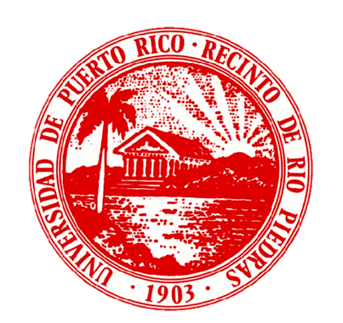 UNIVERSIDAD DE PUERTO RICO · RECINTO DE RIO PIEDRAS
· 1903 ·